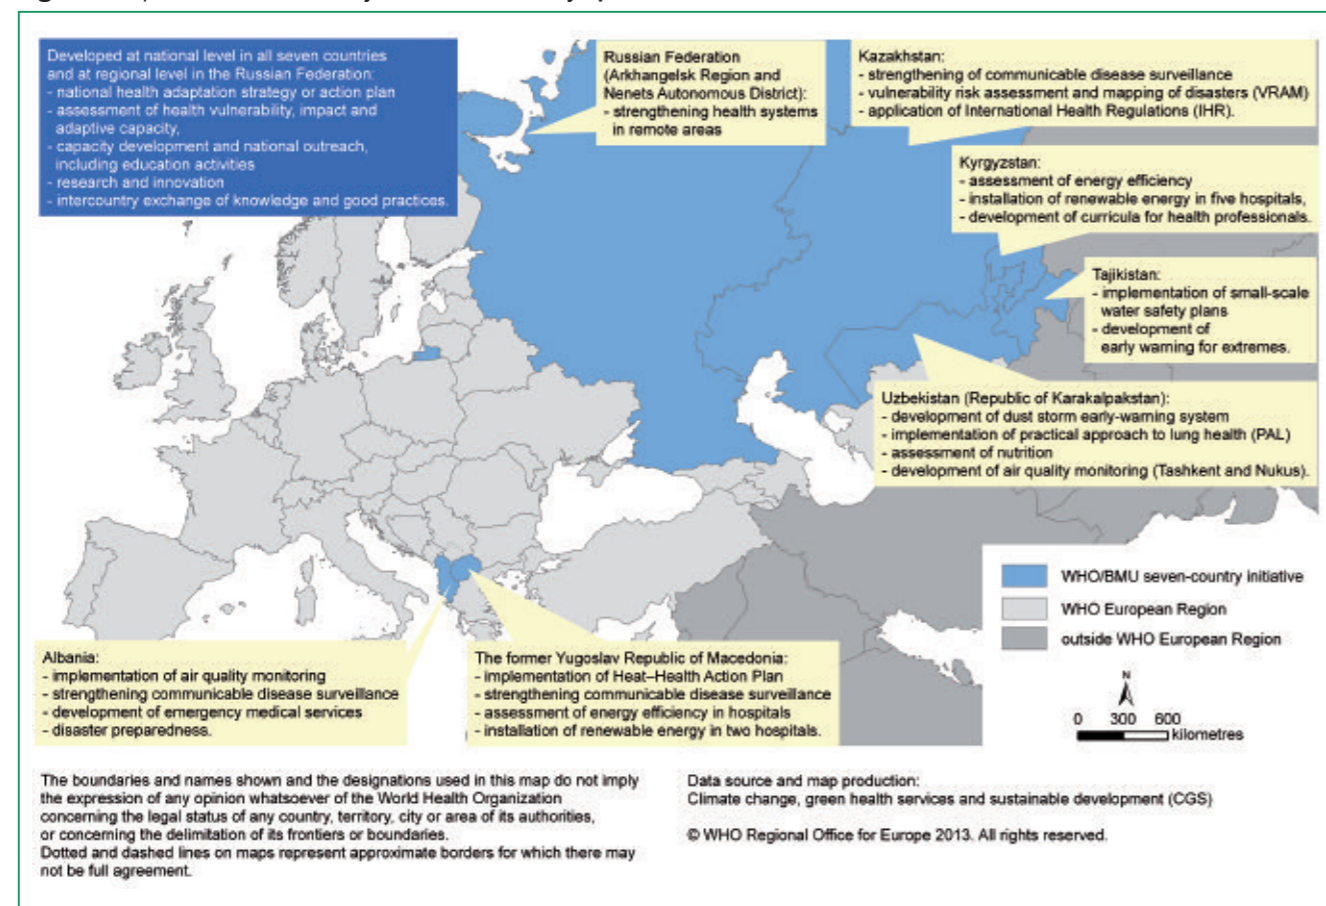 Developed at national level in all seven countries
and at regional level in the Russian Federation:
- national health adaptation strategy or action plan
- assessment of health vulnerability, impact and
adaptive capacity,
- capacity development and national outreach,
including education activities
- research and innovation
- intercountry exchange of knowledge and good practices.
Russian Federation
(Arkhangelsk Region and
Nenets Autonomous District):
- strengthening health systems
in remote areas
Kazakhstan:
- strengthening of communicable disease surveillance
- vulnerability risk assessment and mapping of disasters (VRAM)
- application of International Health Regulations (IHR).
Kyrgyzstan:
- assessment of energy efficiency
- installation of renewable energy in five hospitals,
- development of curricula for health professionals.
Tajikistan:
- implementation of small-scale
water safety plans
- development of
early warning for extremes.
Uzbekistan (Republic of Karakalpakstan):
- development of dust storm early-warning system
- implementation of practical approach to lung health (PAL)
- assessment of nutrition
- development of air quality monitoring (Tashkent and Nukus).
WHO/BMU seven-country initiative
WHO European Region
outside WHO European Region
N
0 300 600
kilometres
Albania:
- implementation of air quality monitoring
- strengthening communicable disease surveillance
- development of emergency medical services
- disaster preparedness.
The former Yugoslav Republic of Macedonia:
- implementation of Heat–Health Action Plan
- strengthening communicable disease surveillance
- assessment of energy efficiency in hospitals
- installation of renewable energy in two hospitals.
The boundaries and names shown and the designations used in this map do not imply
the expression of any opinion whatsoever of the World Health Organization
concerning the legal status of any country, territory, city or area of its authorities,
or concerning the delimitation of its frontiers or boundaries.
Dotted and dashed lines on maps represent approximate borders for which there may
not be full agreement.
Data source and map production:
Climate change, green health services and sustainable development (CGS)
© WHO Regional Office for Europe 2013. All rights reserved.